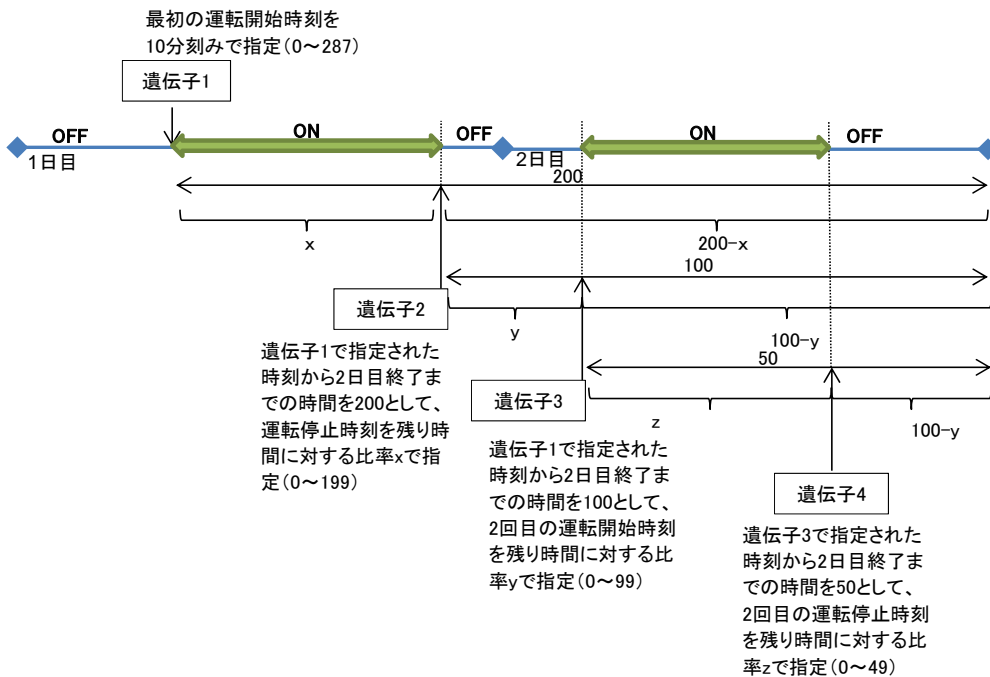 最初の運転開始時刻を
10分刻みで指定(0～287)
遺伝子1
OFF
ON
OFF
ON
OFF
1日目
2日目
200
x
200-x
100
遺伝子2
y
100-y
遺伝子1で指定された
時刻から2日目終了ま
での時間を200として、
運転停止時刻を残り時
間に対する比率xで指
定(0～199)
50
遺伝子3
z
100-y
遺伝子1で指定された
時刻から2日目終了ま
での時間を100として、
2回目の運転開始時刻
を残り時間に対する比
率yで指定(0～99)
遺伝子4
遺伝子3で指定された
時刻から2日目終了ま
での時間を50として、
2回目の運転停止時刻
を残り時間に対する比
率zで指定(0～49)